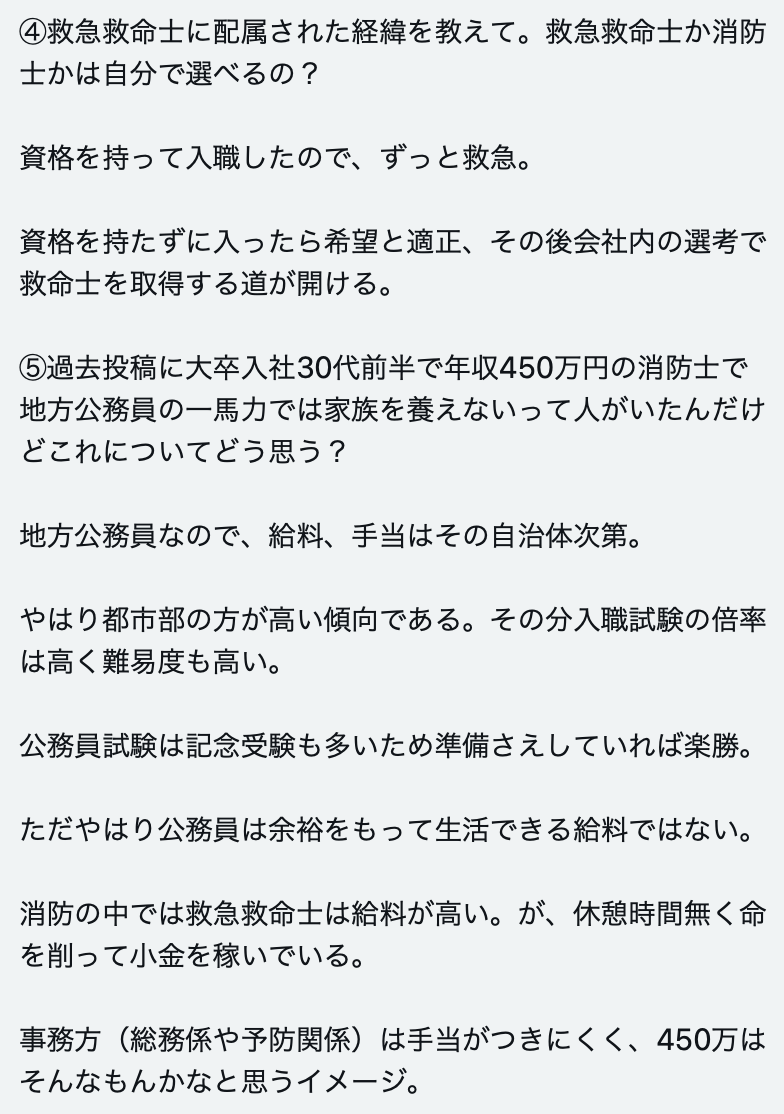 ④救急救命士に配属された経緯を教えて。救急救命士か消防
士かは自分で選べるの？
資格を持って入職したので、ずっと救急。
資格を持たずに入ったら希望と適正、その後会社内の選考で
救命士を取得する道が開ける。
⑤過去投稿に大卒入社30代前半で年収450万円の消防士で
地方公務員の一馬力では家族を養えないって人がいたんだけ
どこれについてどう思う？
地方公務員なので、給料、手当はその自治体次第。
やはり都市部の方が高い傾向である。その分入職試験の倍率
は高く難易度も高い。
公務員試験は記念受験も多いため準備さえしていれば楽勝。
ただやはり公務員は余裕をもって生活できる給料ではない。
消防の中では救急救命士は給料が高い。が、休憩時間無く命
を削って小金を稼いでいる。
事務方（総務係や予防関係）は手当がつきにくく、450万は
そんなもんかなと思うイメージ。